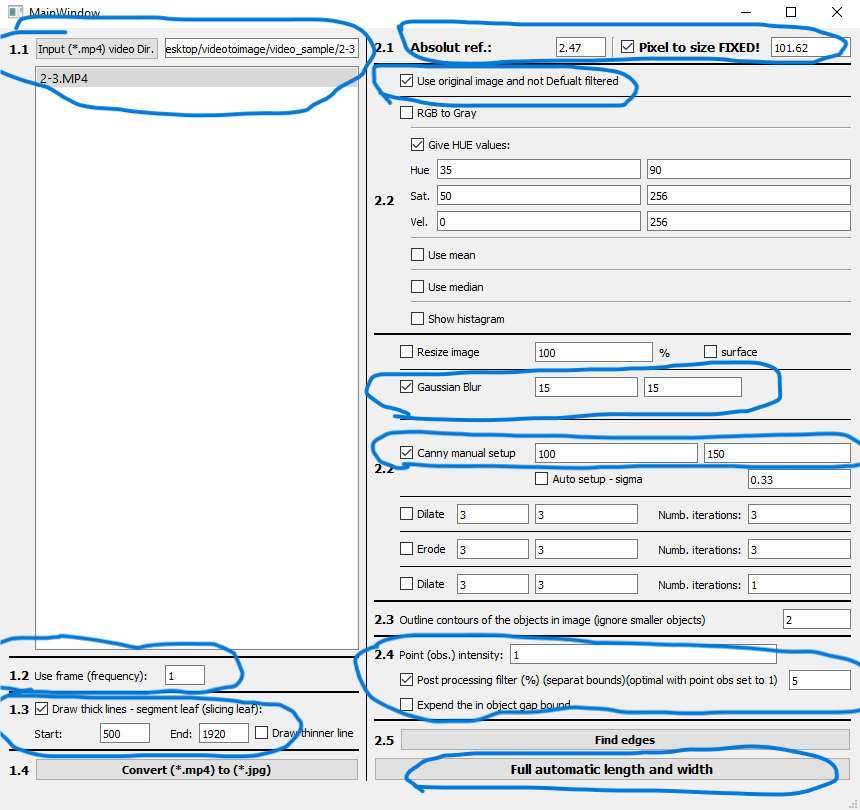 MainWindow
1.1 Input (*.mp4) video Dir. esktop/videotoimage/video_sample/2-3
2-3.MP4
1.2 Use frame (frequency): 1
1.3 Draw thick lines - segment leaf (slicing leaf):
Start: 500 End: 1920 Draw thinner line
1.4 Convert (*.mp4) to (*.jpg)
2.1 Absolut ref.: 2.47 Pixel to size FIXED! 101.62
Use original image and not Defualt filtered
RGB to Gray
Give HUE values:
Hue 35 90
2.2 Sat. 50 256
Vel. 0 256
Use mean
Use median
Show histagram
Resize image 100 % surface
Gaussian Blur 15 15
Canny manual setup 100 150
2.2
Auto setup - sigma 0.33
Dilate 3 3 Numb. iterations: 3
Erode 3 3 Numb. iterations: 3
Dilate 3 3 Numb. iterations: 1
2.3 Outline contours of the objects in image (ignore smaller objects) 2
2.4 Point (obs.) intensity: 1
Post processing filter (%) (separat bounds)(optimal with point obs set to 1) 5
Expend the in object gap bound
2.5 Find edges
Full automatic length and width